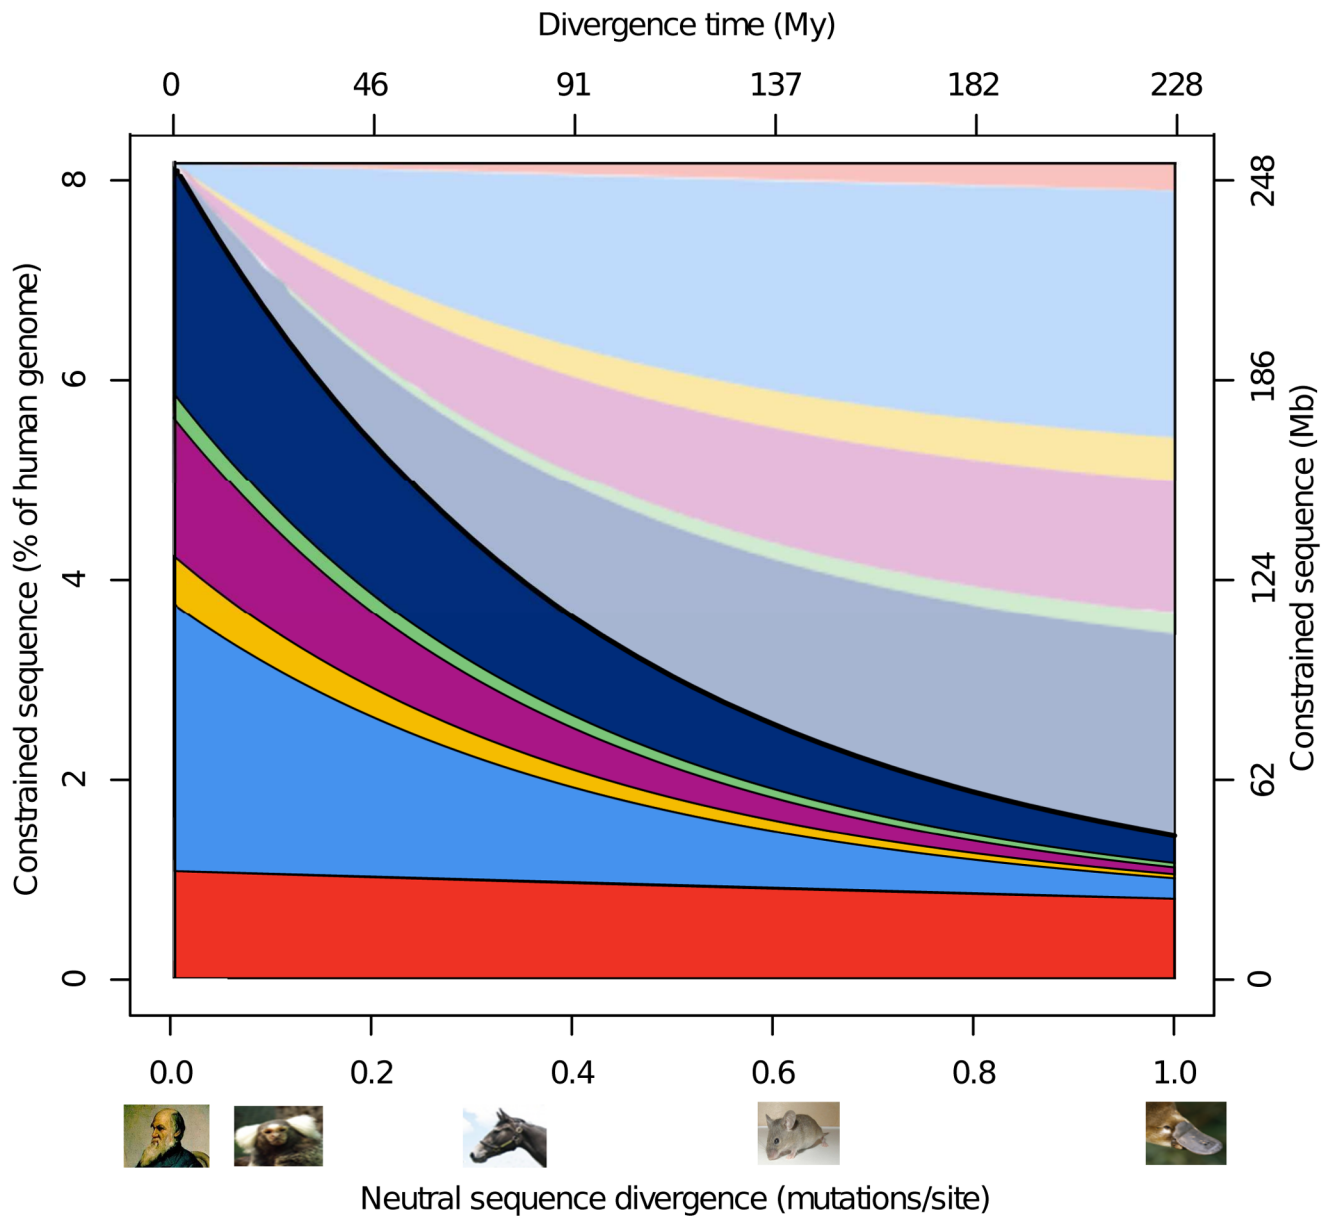 Divergence time (My)
0 46 91 137 182 228
Constrained sequence (% of human genome)
8
6
4
2
0
248
186
124
62
0
Constrained sequence (Mb)
0.0 0.2 0.4 0.6 0.8 1.0
Neutral sequence divergence (mutations/site)